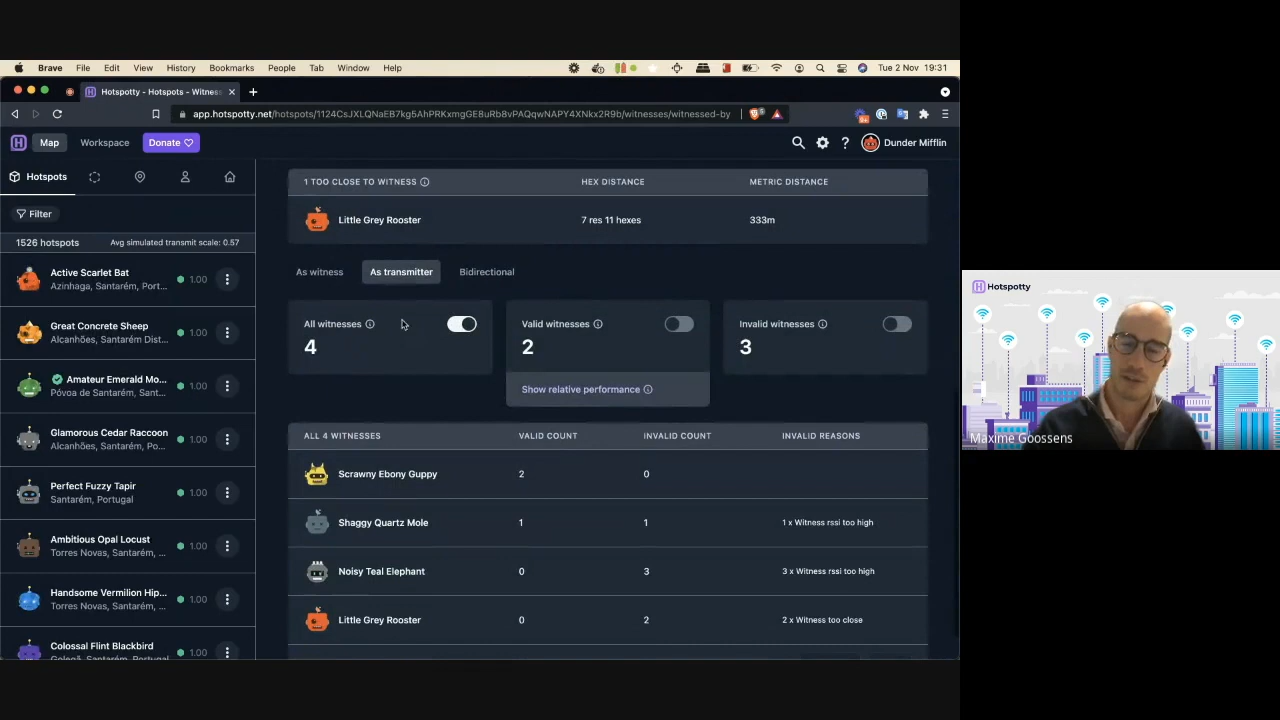 Brave File Edit View History Bookmarks People Tab Window Help Tue 2 Nov 19:31
Hotspotty - Hotspots - Witness
app.hotspotty.net/hotspots/1124CsJXLQNaEB7kg5AhPRKxmgGE8uRb8vPAQqwNAPY4XNkx2R9b/witnesses/witnessed-by
Map Workspace Donate Dunder Mifflin
Hotspots
Filter
1526 hotspots Avg simulated transmit scale: 0.57
Active Scarlet Bat
Azinhaga, Santarém, Port...
1.00
Great Concrete Sheep
Alcanhões, Santarém Dist...
1.00
Amateur Emerald Mo...
Póvoa de Santarém, Sant...
1.00
Glamorous Cedar Raccoon
Alcanhões, Santarém, Po...
1.00
Perfect Fuzzy Tapir
Santarém, Portugal
1.00
Ambitious Opal Locust
Torres Novas, Santarém, ...
1.00
Handsome Vermilion Hip...
Torres Novas, Santarém, ...
1.00
Colossal Flint Blackbird
Golegã, Santarém, Portugal
1.00
1 TOO CLOSE TO WITNESS HEX DISTANCE METRIC DISTANCE
Little Grey Rooster 7 res 11 hexes 333m
As witness As transmitter Bidirectional
All witnesses
4
Valid witnesses
2
Show relative performance
Invalid witnesses
3
ALL 4 WITNESSES VALID COUNT INVALID COUNT INVALID REASONS
Scrawny Ebony Guppy 2 0
Shaggy Quartz Mole 1 1 1 x Witness rssi too high
Noisy Teal Elephant 0 3 3 x Witness rssi too high
Little Grey Rooster 0 2 2 x Witness too close
Hotspotty
Maxime Goossens